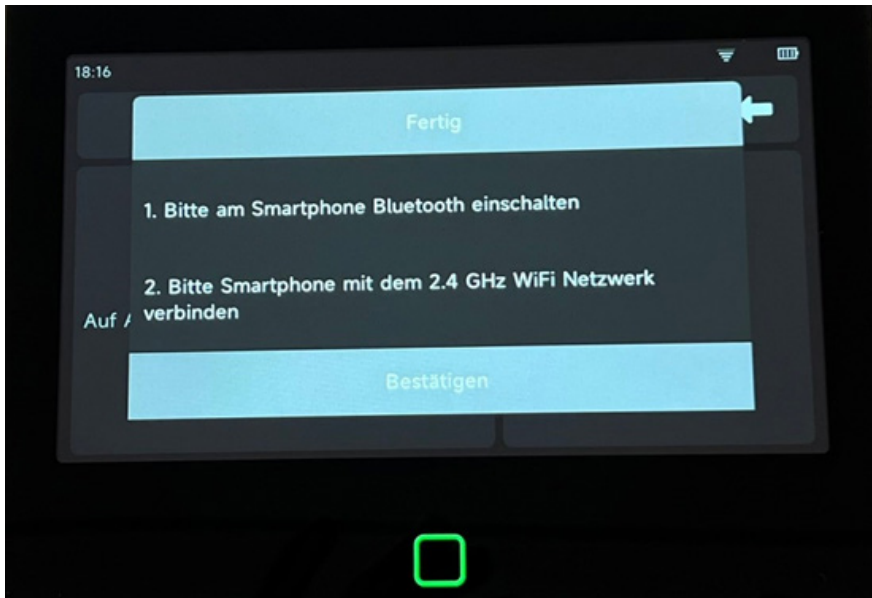 18:16
Fertig
1. Bitte am Smartphone Bluetooth einschalten
2. Bitte Smartphone mit dem 2.4 GHz WiFi Netzwerk
verbinden
Auf
Bestätigen